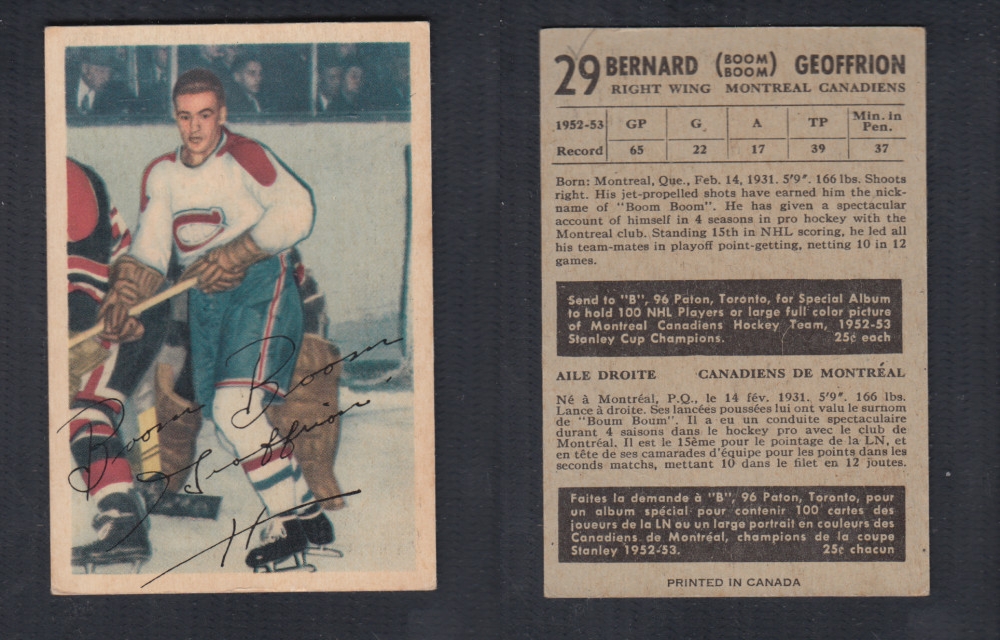 Boom Boom
Geoffrion
29 BERNARD (BOOM BOOM) GEOFFRION
RIGHT WING MONTREAL CANADIENS
1952-53 GP G A TP Min. in Pen.
Record 65 22 17 39 37
Born: Montreal, Que., Feb. 14, 1931. 5'9". 166 lbs. Shoots
right. His jet-propelled shots have earned him the nick-
name of "Boom Boom". He has given a spectacular
account of himself in 4 seasons in pro hockey with the
Montreal club. Standing 15th in NHL scoring, he led all
his team-mates in playoff point-getting, netting 10 in 12
games.
Send to "B", 96 Paton, Toronto, for Special Album
to hold 100 NHL Players or large full color picture
of Montreal Canadiens Hockey Team, 1952-53
Stanley Cup Champions. 25¢ each
AILE DROITE CANADIENS DE MONTRÉAL
Né à Montréal, P.Q., le 14 fév. 1931. 5'9". 166 lbs.
Lance à droite. Ses lancées poussées lui ont valu le surnom
de "Boum Boum". Il a eu un conduite spectaculaire
durant 4 saisons dans le hockey pro avec le club de
Montréal. Il est le 15ème pour le pointage de la LN, et
en tête de ses camarades d'équipe pour les points dans les
seconds matchs, mettant 10 dans le filet en 12 joutes.
Faites la demande à "B", 96 Paton, Toronto, pour
un album spécial pour contenir 100 cartes des
joueurs de la LN ou un large portrait en couleurs des
Canadiens de Montréal, champions de la coupe
Stanley 1952-53. 25¢ chacun
PRINTED IN CANADA